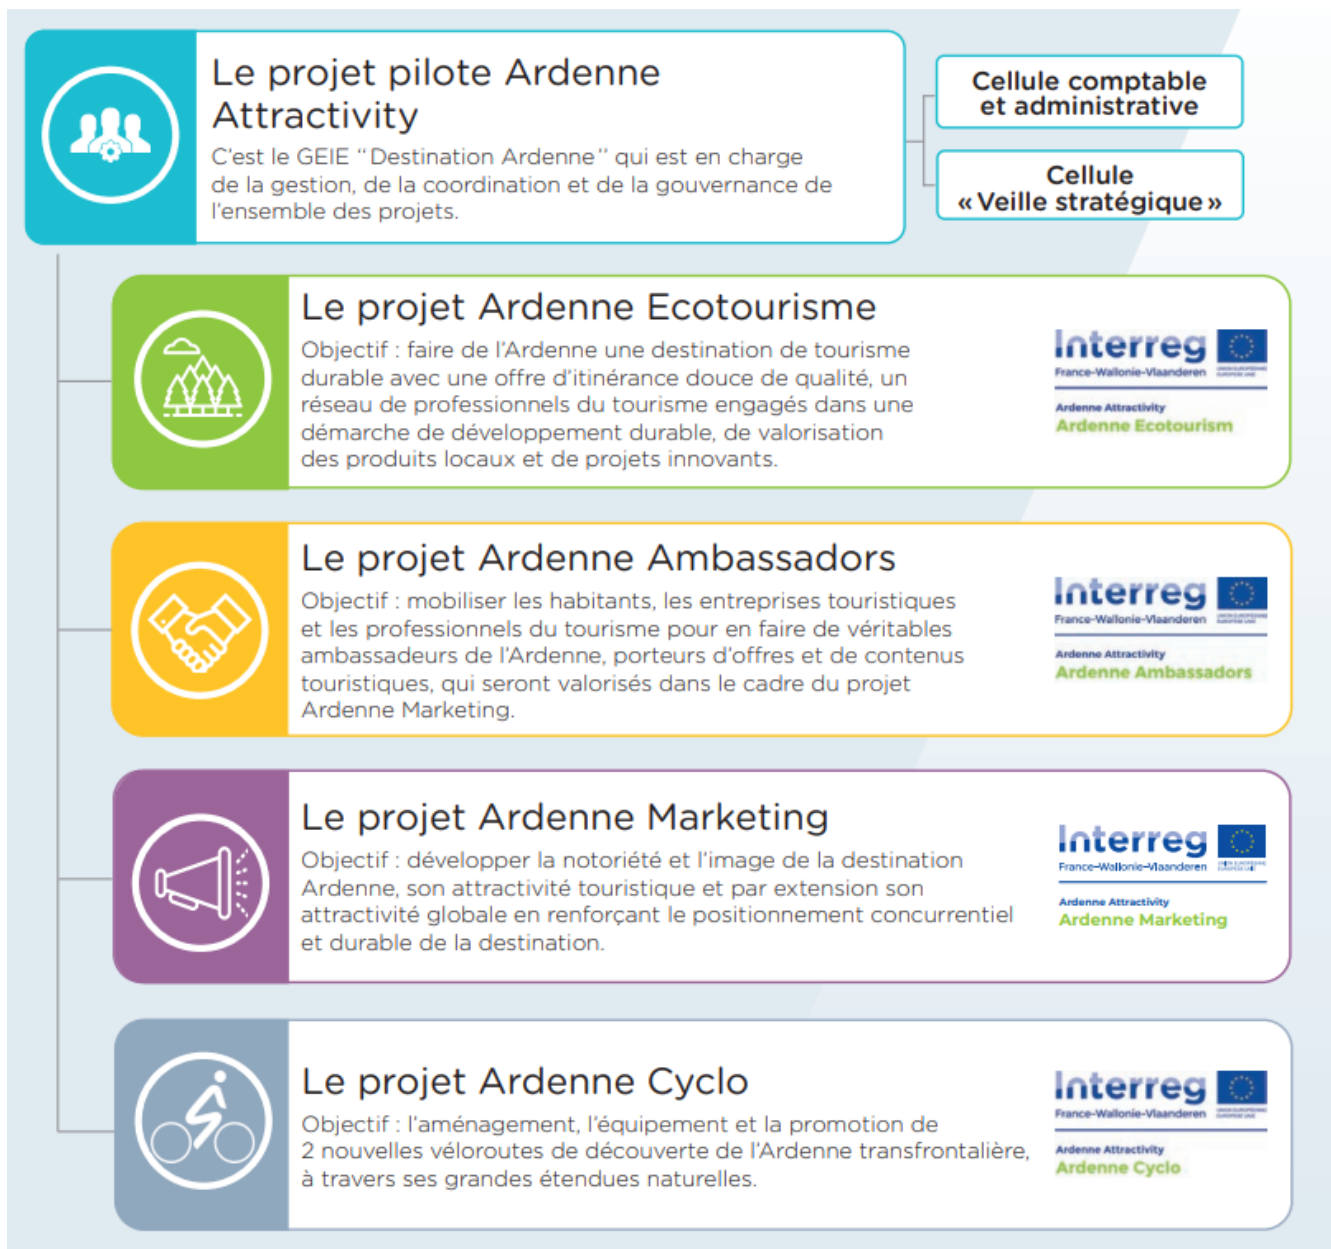 Le projet pilote Ardenne
Attractivity
C’est le GEIE “Destination Ardenne” qui est en charge
de la gestion, de la coordination et de la gouvernance de
l’ensemble des projets.
Cellule comptable
et administrative
Cellule
« Veille stratégique »
Le projet Ardenne Ecotourisme
Objectif : faire de l’Ardenne une destination de tourisme
durable avec une offre d’itinérance douce de qualité, un
réseau de professionnels du tourisme engagés dans une
démarche de développement durable, de valorisation
des produits locaux et de projets innovants.
Interreg
France-Wallonie-Vlaanderen
UNION EUROPÉENNE
EUROPESE UNIE
Ardenne Attractivity
Ardenne Ecotourism
Le projet Ardenne Ambassadors
Objectif : mobiliser les habitants, les entreprises touristiques
et les professionnels du tourisme pour en faire de véritables
ambassadeurs de l’Ardenne, porteurs d’offres et de contenus
touristiques, qui seront valorisés dans le cadre du projet
Ardenne Marketing.
Interreg
France-Wallonie-Vlaanderen
UNION EUROPÉENNE
EUROPESE UNIE
Ardenne Attractivity
Ardenne Ambassadors
Le projet Ardenne Marketing
Objectif : développer la notoriété et l’image de la destination
Ardenne, son attractivité touristique et par extension son
attractivité globale en renforçant le positionnement concurrentiel
et durable de la destination.
Interreg
France-Wallonie-Vlaanderen
Ardenne Attractivity
Ardenne Marketing
Le projet Ardenne Cyclo
Objectif : l’aménagement, l’équipement et la promotion de
2 nouvelles véloroutes de découverte de l’Ardenne transfrontalière,
à travers ses grandes étendues naturelles.
Interreg
France-Wallonie-Vlaanderen
Ardenne Attractivity
Ardenne Cyclo